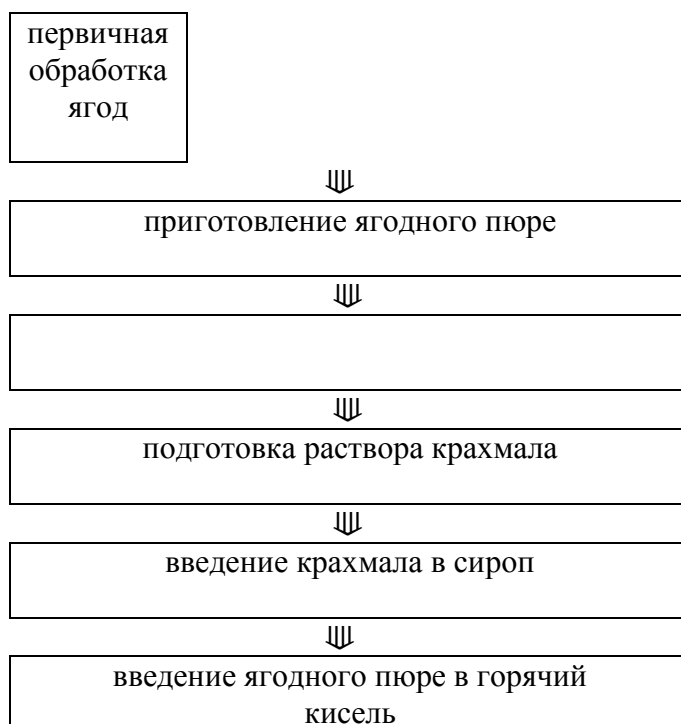 первичная
обработка
ягод
приготовление ягодного пюре
подготовка раствора крахмала
введение крахмала в сироп
введение ягодного пюре в горячий
кисель